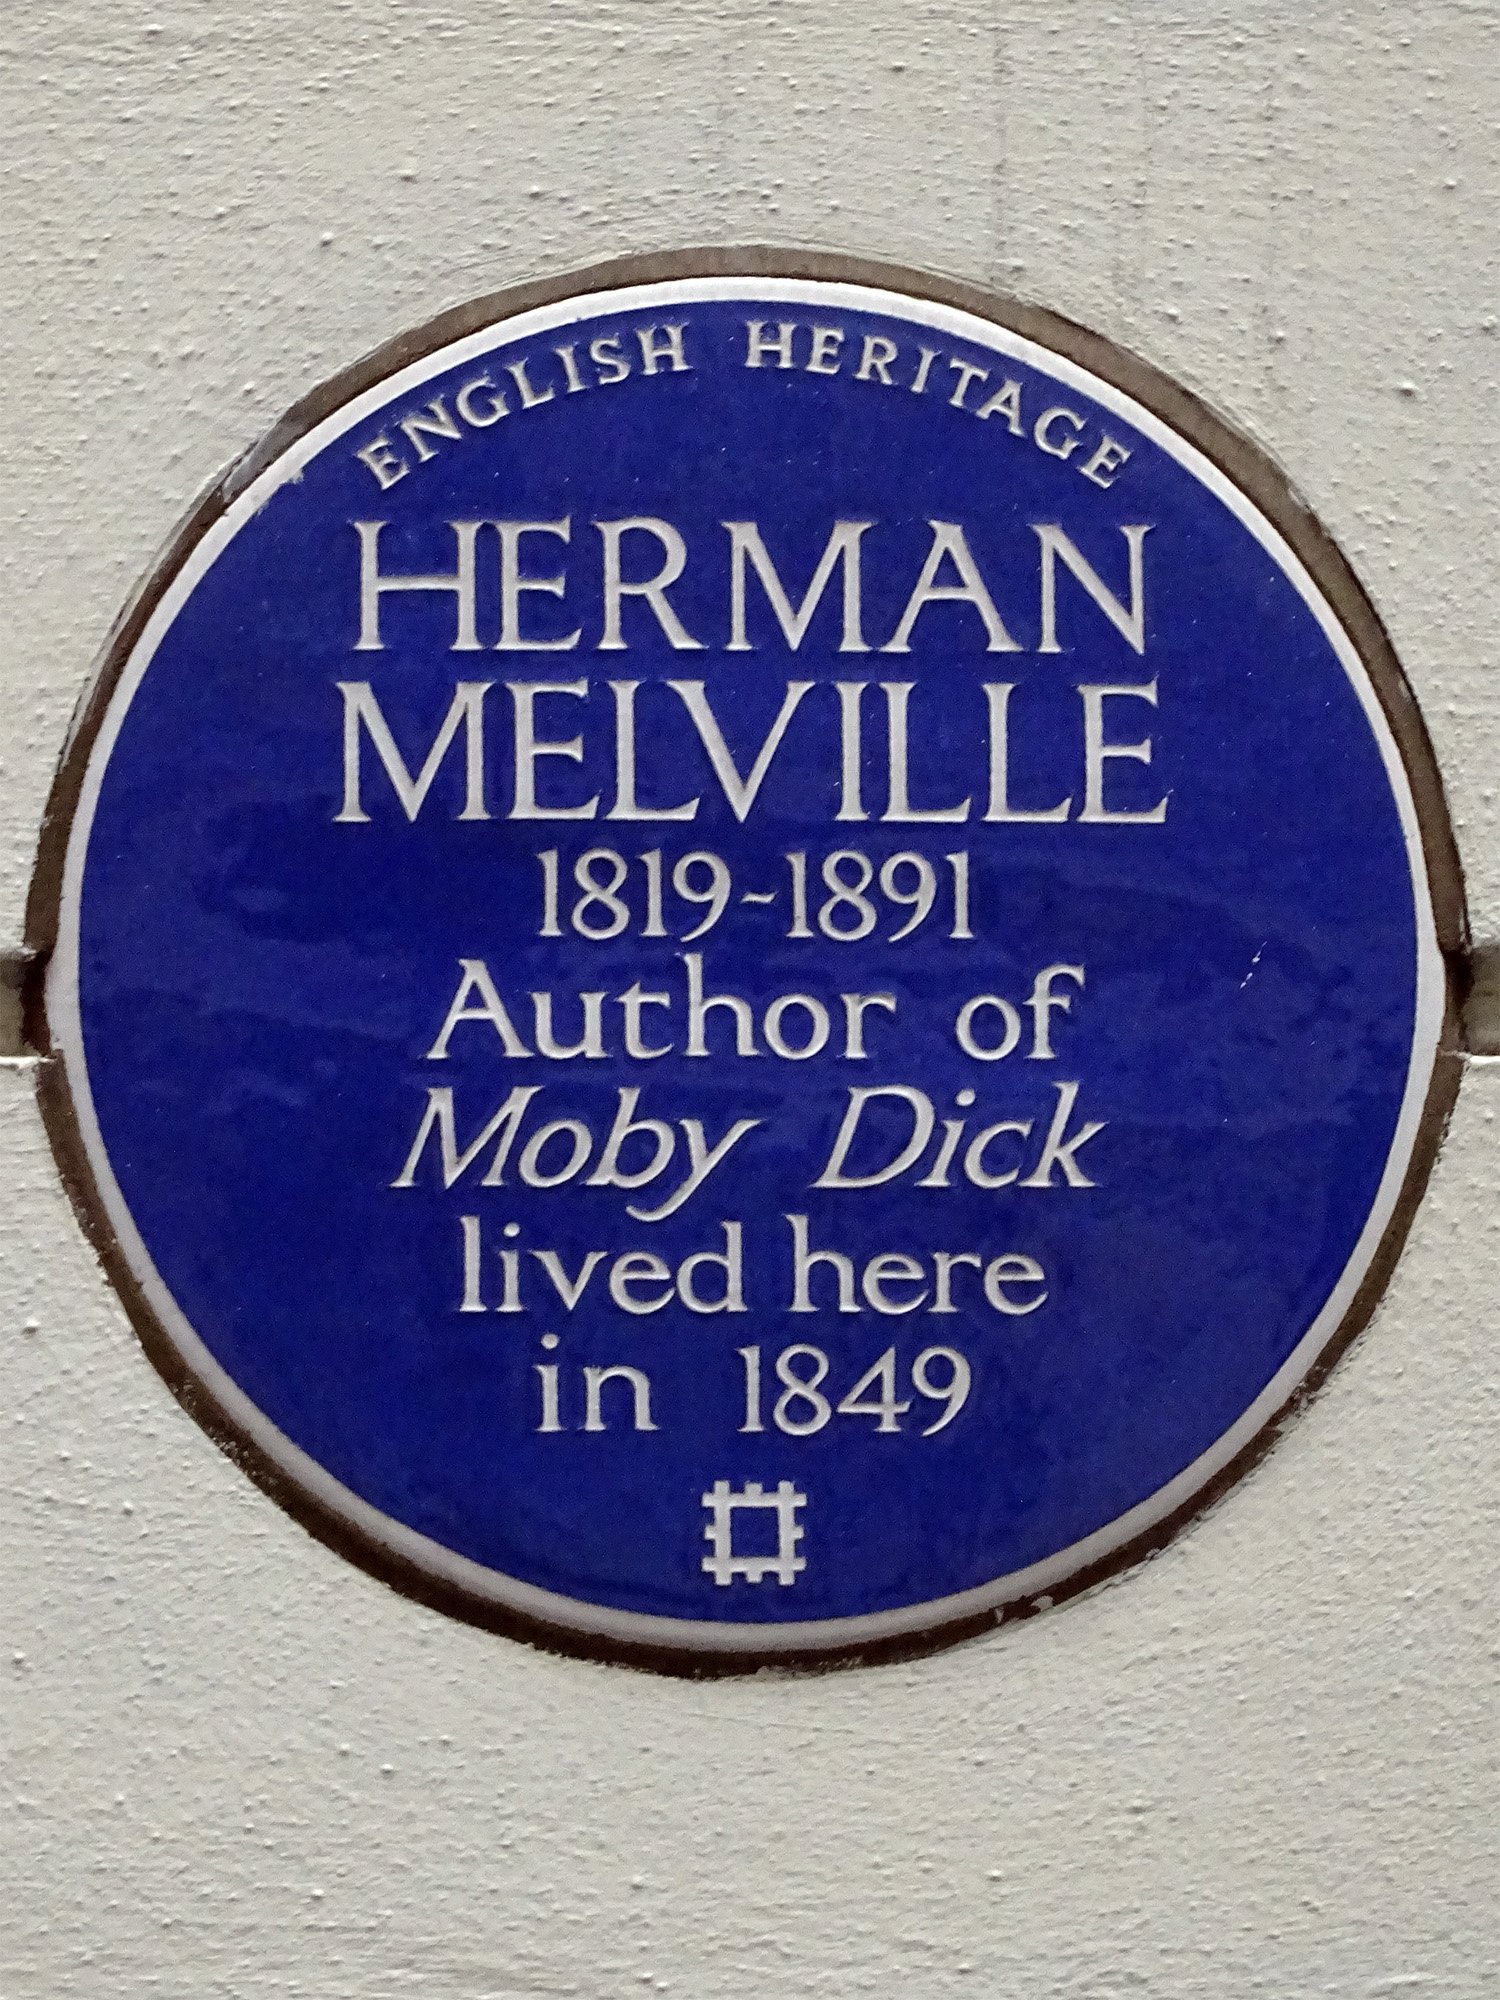 ENGLISH HERITAGE
HERMAN
MELVILLE
1819-1891
Author of
Moby Dick
lived here
in 1849